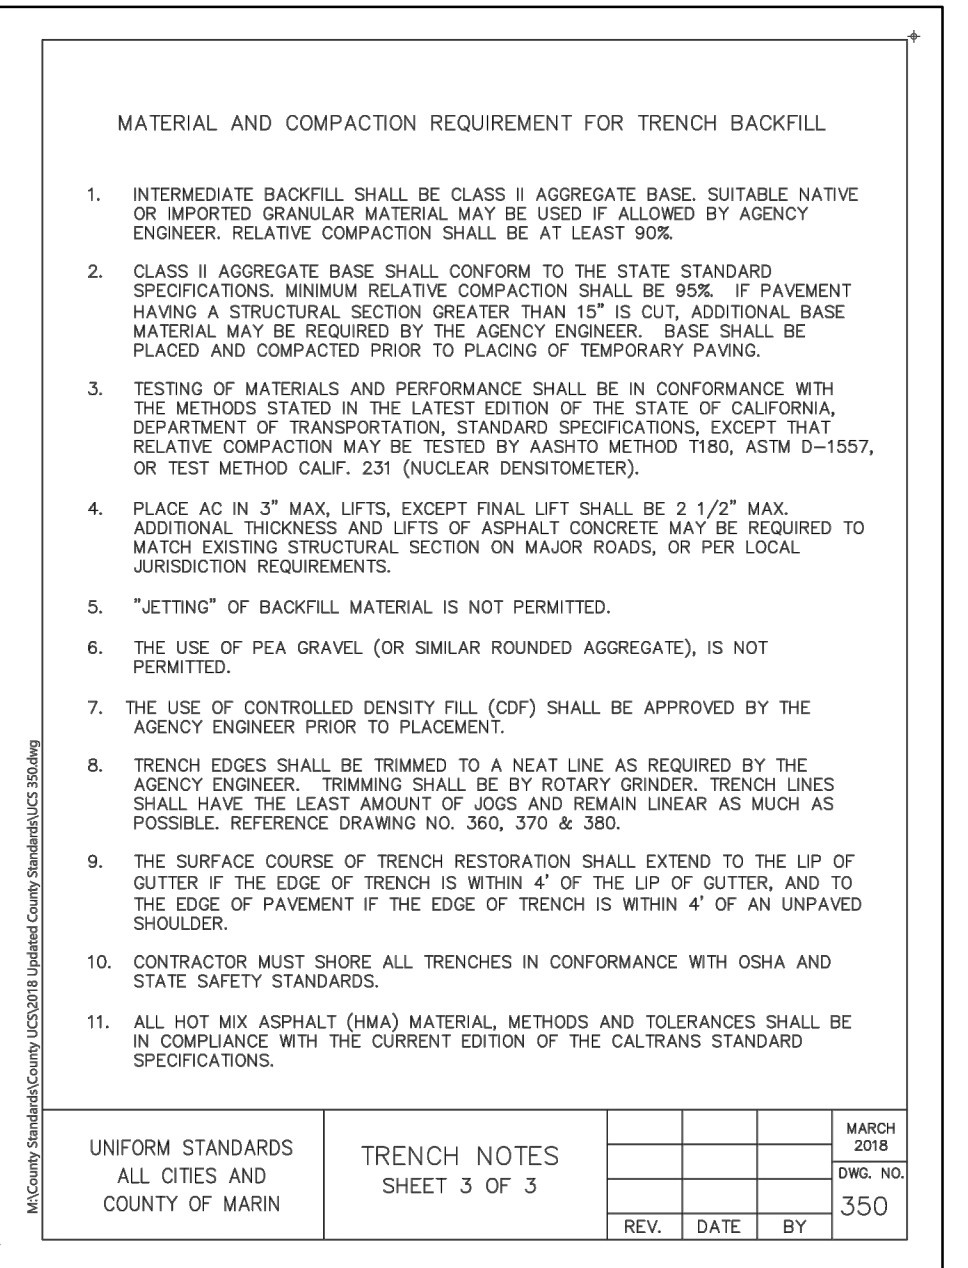 MATERIAL AND COMPACTION REQUIREMENT FOR TRENCH BACKFILL
1. INTERMEDIATE BACKFILL SHALL BE CLASS II AGGREGATE BASE. SUITABLE NATIVE
OR IMPORTED GRANULAR MATERIAL MAY BE USED IF ALLOWED BY AGENCY
ENGINEER. RELATIVE COMPACTION SHALL BE AT LEAST 90%.
2. CLASS II AGGREGATE BASE SHALL CONFORM TO THE STATE STANDARD
SPECIFICATIONS. MINIMUM RELATIVE COMPACTION SHALL BE 95%. IF PAVEMENT
HAVING A STRUCTURAL SECTION GREATER THAN 15" IS CUT, ADDITIONAL BASE
MATERIAL MAY BE REQUIRED BY THE AGENCY ENGINEER. BASE SHALL BE
PLACED AND COMPACTED PRIOR TO PLACING OF TEMPORARY PAVING.
3. TESTING OF MATERIALS AND PERFORMANCE SHALL BE IN CONFORMANCE WITH
THE METHODS STATED IN THE LATEST EDITION OF THE STATE OF CALIFORNIA,
DEPARTMENT OF TRANSPORTATION, STANDARD SPECIFICATIONS, EXCEPT THAT
RELATIVE COMPACTION MAY BE TESTED BY AASHTO METHOD T180, ASTM D-1557,
OR TEST METHOD CALIF. 231 (NUCLEAR DENSITOMETER).
4. PLACE AC IN 3" MAX, LIFTS, EXCEPT FINAL LIFT SHALL BE 2 1/2" MAX.
ADDITIONAL THICKNESS AND LIFTS OF ASPHALT CONCRETE MAY BE REQUIRED TO
MATCH EXISTING STRUCTURAL SECTION ON MAJOR ROADS, OR PER LOCAL
JURISDICTION REQUIREMENTS.
5. "JETTING" OF BACKFILL MATERIAL IS NOT PERMITTED.
6. THE USE OF PEA GRAVEL (OR SIMILAR ROUNDED AGGREGATE), IS NOT
PERMITTED.
7. THE USE OF CONTROLLED DENSITY FILL (CDF) SHALL BE APPROVED BY THE
AGENCY ENGINEER PRIOR TO PLACEMENT.
8. TRENCH EDGES SHALL BE TRIMMED TO A NEAT LINE AS REQUIRED BY THE
AGENCY ENGINEER. TRIMMING SHALL BE BY ROTARY GRINDER. TRENCH LINES
SHALL HAVE THE LEAST AMOUNT OF JOGS AND REMAIN LINEAR AS MUCH AS
POSSIBLE. REFERENCE DRAWING NO. 360, 370 & 380.
9. THE SURFACE COURSE OF TRENCH RESTORATION SHALL EXTEND TO THE LIP OF
GUTTER IF THE EDGE OF TRENCH IS WITHIN 4' OF THE LIP OF GUTTER, AND TO
THE EDGE OF PAVEMENT IF THE EDGE OF TRENCH IS WITHIN 4' OF AN UNPAVED
SHOULDER.
10. CONTRACTOR MUST SHORE ALL TRENCHES IN CONFORMANCE WITH OSHA AND
STATE SAFETY STANDARDS.
11. ALL HOT MIX ASPHALT (HMA) MATERIAL, METHODS AND TOLERANCES SHALL BE
IN COMPLIANCE WITH THE CURRENT EDITION OF THE CALTRANS STANDARD
SPECIFICATIONS.
M:\County Standards\County UCS\2018 Updated County Standards\UCS 350.dwg
UNIFORM STANDARDS
ALL CITIES AND
COUNTY OF MARIN
TRENCH NOTES
SHEET 3 OF 3
REV. DATE BY
MARCH
2018
DWG. NO.
350